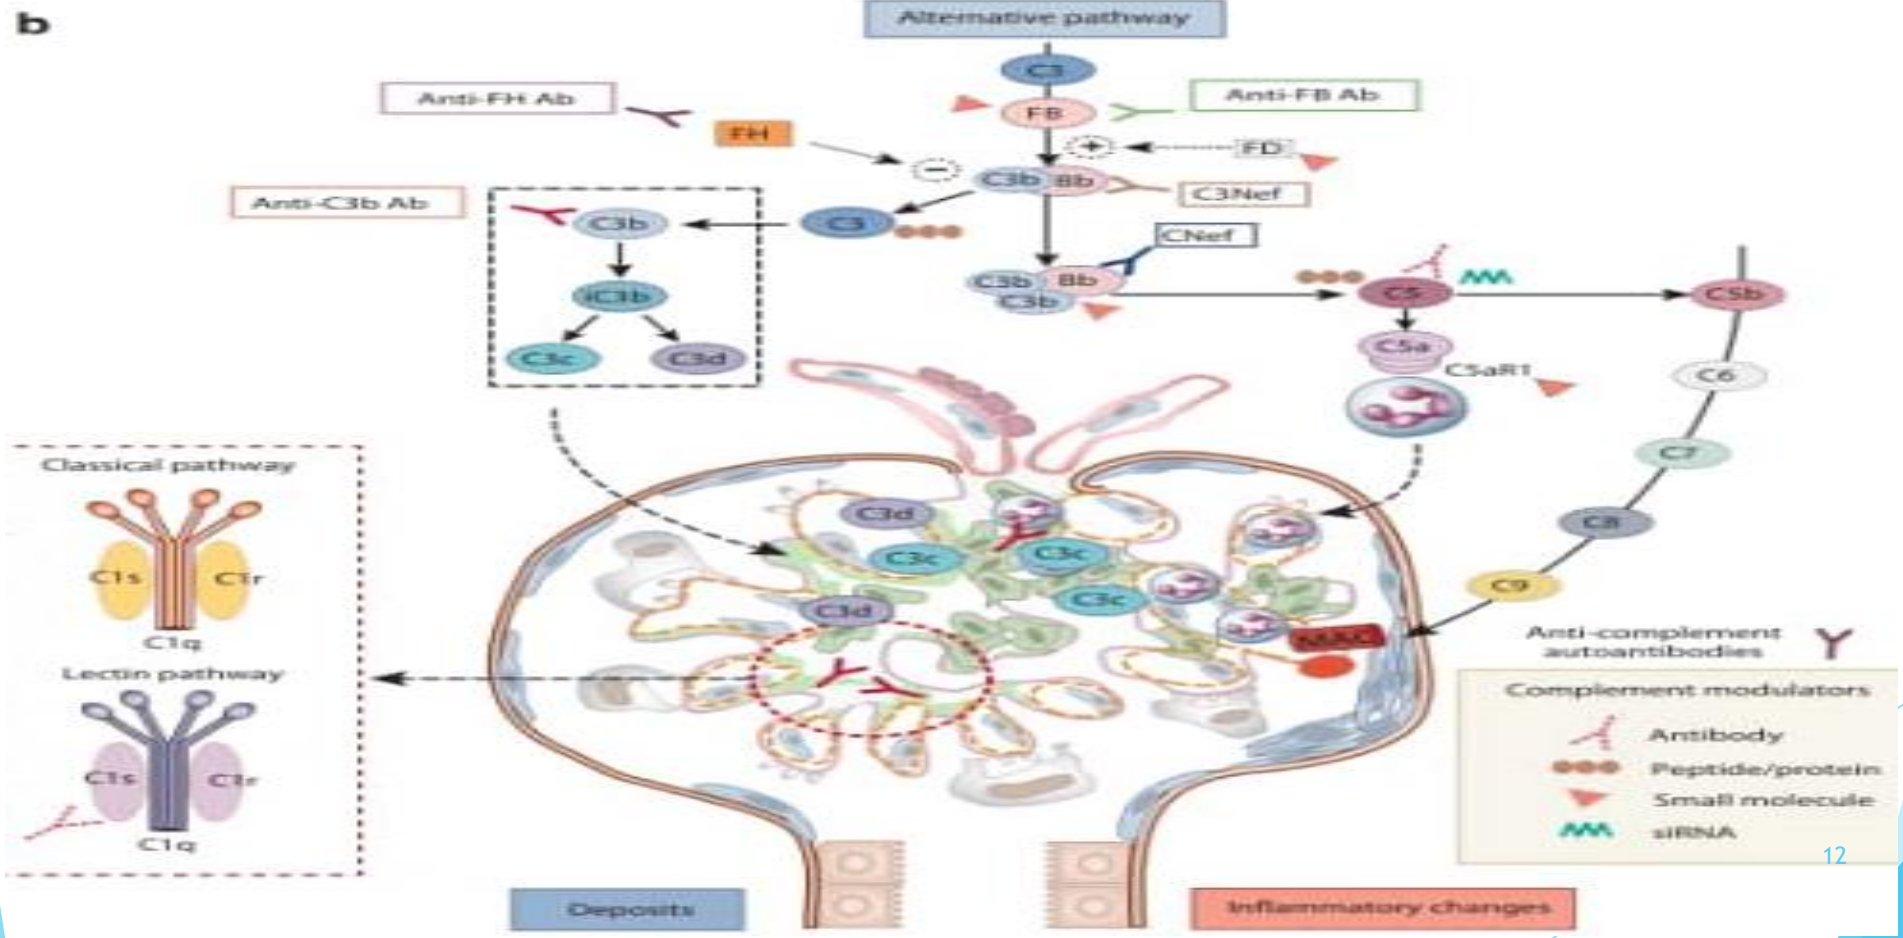 b
Alternative pathway
C3
Anti-FH Ab
Anti-FB Ab
FB
FH
+
FD
−
C3b Bb
C3Nef
Anti-C3b Ab
C3b
C3
CNef
C3b Bb
C3b
iC3b
C5
C5b
C3c
C3d
C5a
C5aR1
C6
C7
C8
C9
Classical pathway
C1s
C1r
C1q
Lectin pathway
C1s
C1r
C1q
C3d
C3c
C3c
C3c
C3d
MAC
Anti-complement
autoantibodies
Complement modulators
Antibody
Peptide/protein
Small molecule
siRNA
12
Deposits
Inflammatory changes